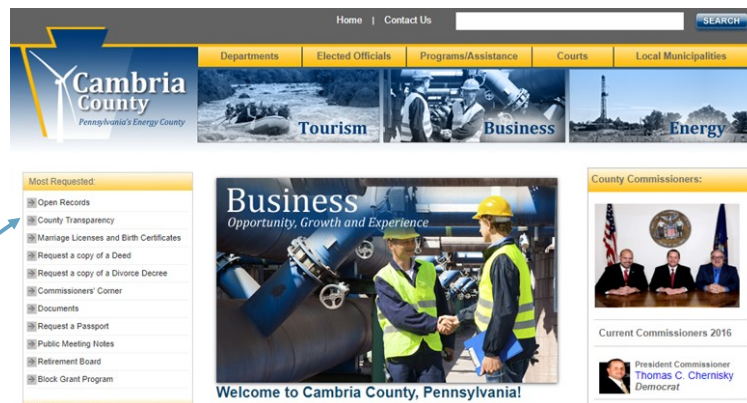 Home | Contact Us
SEARCH
Departments
Elected Officials
Programs/Assistance
Courts
Local Municipalities
Cambria
County
Pennsylvania's Energy County
Tourism
Business
Energy
Most Requested:
Open Records
County Transparency
Marriage Licenses and Birth Certificates
Request a copy of a Deed
Request a copy of a Divorce Decree
Commissioners' Corner
Documents
Request a Passport
Public Meeting Notes
Retirement Board
Block Grant Program
Business
Opportunity, Growth and Experience
Welcome to Cambria County, Pennsylvania!
County Commissioners:
Current Commissioners 2016
President Commissioner
Thomas C. Chernisky
Democrat